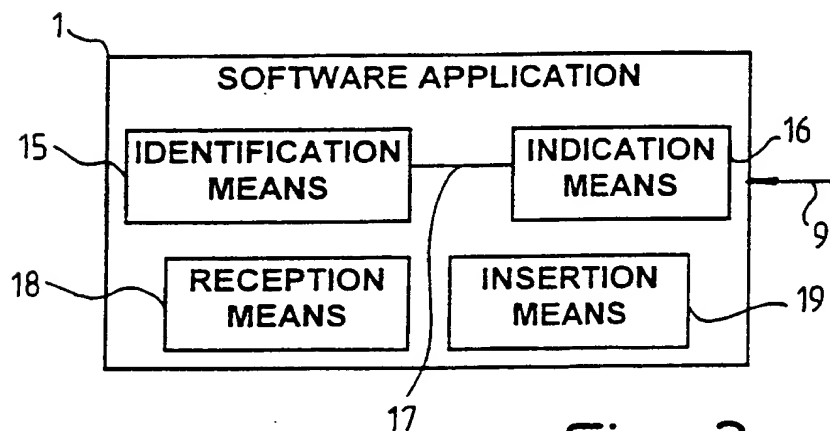 1
SOFTWARE APPLICATION
15
IDENTIFICATION
MEANS
INDICATION
MEANS
16
9
18
RECEPTION
MEANS
INSERTION
MEANS
19
17